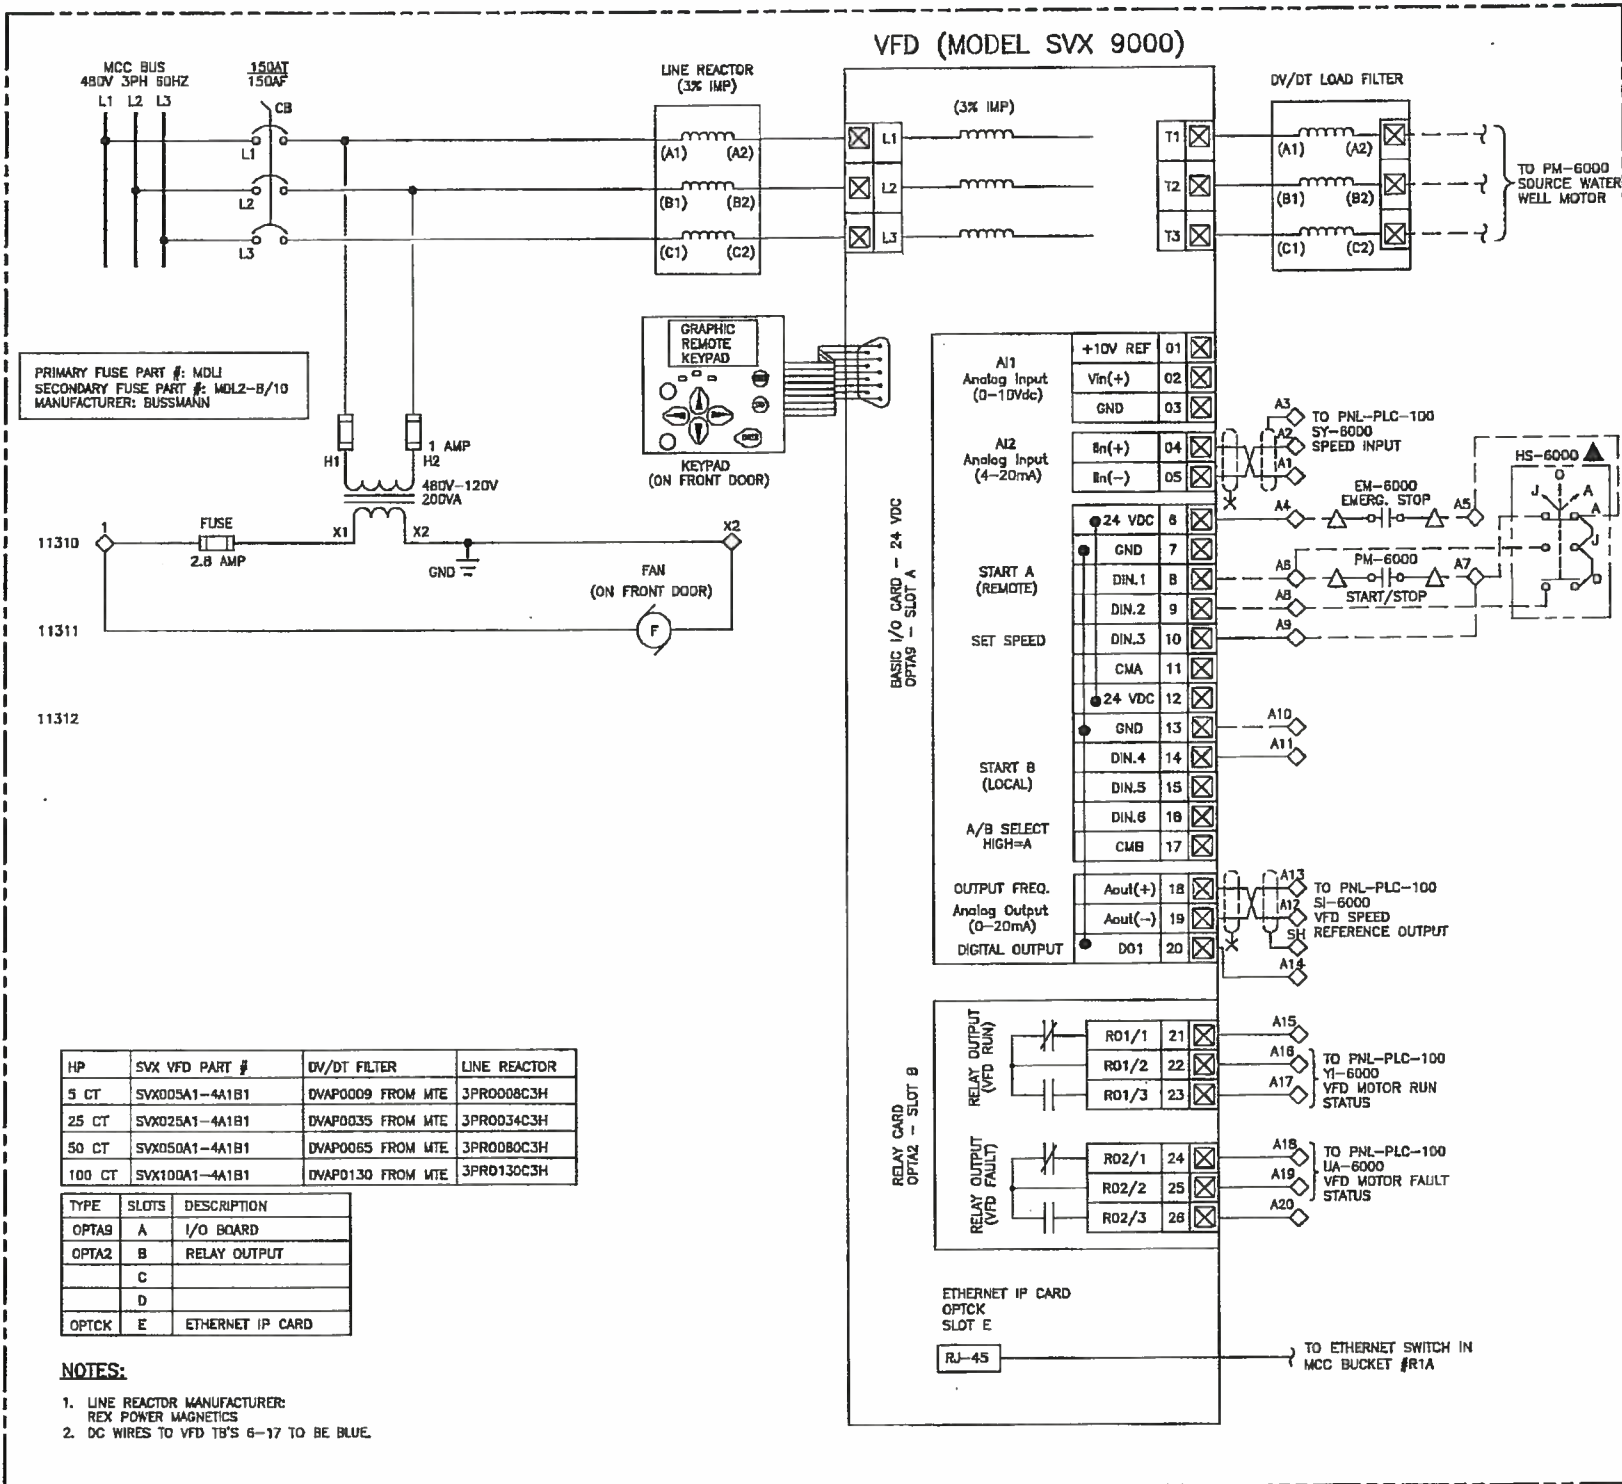 VFD (MODEL SVX 9000)
MCC BUS
480V 3PH 60HZ
L1 L2 L3
150AT
150AF
CB
L1
L2
L3
LINE REACTOR
(3% IMP)
(A1) (A2)
(B1) (B2)
(C1) (C2)
L1
L2
L3
(3% IMP)
T1
T2
T3
DV/DT LOAD FILTER
(A1) (A2)
(B1) (B2)
(C1) (C2)
TO PM-6000
SOURCE WATER
WELL MOTOR
PRIMARY FUSE PART #: MDL1
SECONDARY FUSE PART #: MDL2-8/10
MANUFACTURER: BUSSMANN
GRAPHIC
REMOTE
KEYPAD
KEYPAD
(ON FRONT DOOR)
1 AMP
H1 H2
480V-120V
200VA
X1 X2
11310
1
FUSE
2.8 AMP
GND
X2
FAN
(ON FRONT DOOR)
F
11311
11312
BASIC I/O CARD - 24 VDC
OPTA9 - SLOT A
AI1
Analog Input
(0-10Vdc)
+10V REF 01
Vin(+) 02
GND 03
AI2
Analog Input
(4-20mA)
Iin(+) 04
Iin(-) 05
24 VDC 6
GND 7
START A
(REMOTE)
DIN.1 8
DIN.2 9
SET SPEED
DIN.3 10
CMA 11
24 VDC 12
GND 13
START B
(LOCAL)
DIN.4 14
DIN.5 15
A/B SELECT
HIGH=A
DIN.6 16
CMB 17
OUTPUT FREQ.
Analog Output
(0-20mA)
Aout(+) 18
Aout(-) 19
DIGITAL OUTPUT
DO1 20
A3
A2
A1
TO PNL-PLC-100
SY-6000
SPEED INPUT
HS-6000
O
J A
A
J
EM-6000
EMERG. STOP
A4
A5
PM-6000
START/STOP
A6
A7
A8
A9
A10
A11
A13
A12
SH
A14
TO PNL-PLC-100
SI-6000
VFD SPEED
REFERENCE OUTPUT
RELAY CARD
OPTA2 - SLOT B
RELAY OUTPUT
(VFD RUN)
RO1/1 21
RO1/2 22
RO1/3 23
A15
A16
A17
TO PNL-PLC-100
YI-6000
VFD MOTOR RUN
STATUS
RELAY OUTPUT
(VFD FAULT)
RO2/1 24
RO2/2 25
RO2/3 26
A18
A19
A20
TO PNL-PLC-100
UA-6000
VFD MOTOR FAULT
STATUS
ETHERNET IP CARD
OPTCK
SLOT E
RJ-45
TO ETHERNET SWITCH IN
MCC BUCKET #R1A
HP SVX VFD PART # DV/DT FILTER LINE REACTOR
5 CT SVX005A1-4A1B1 DVAP0009 FROM MTE 3PR0008C3H
25 CT SVX025A1-4A1B1 DVAP0035 FROM MTE 3PR0034C3H
50 CT SVX050A1-4A1B1 DVAP0065 FROM MTE 3PR0080C3H
100 CT SVX100A1-4A1B1 DVAP0130 FROM MTE 3PR0130C3H
TYPE SLOTS DESCRIPTION
OPTA9 A I/O BOARD
OPTA2 B RELAY OUTPUT
C
D
OPTCK E ETHERNET IP CARD
NOTES:
1. LINE REACTOR MANUFACTURER:
REX POWER MAGNETICS
2. DC WIRES TO VFD TB'S 6-17 TO BE BLUE.